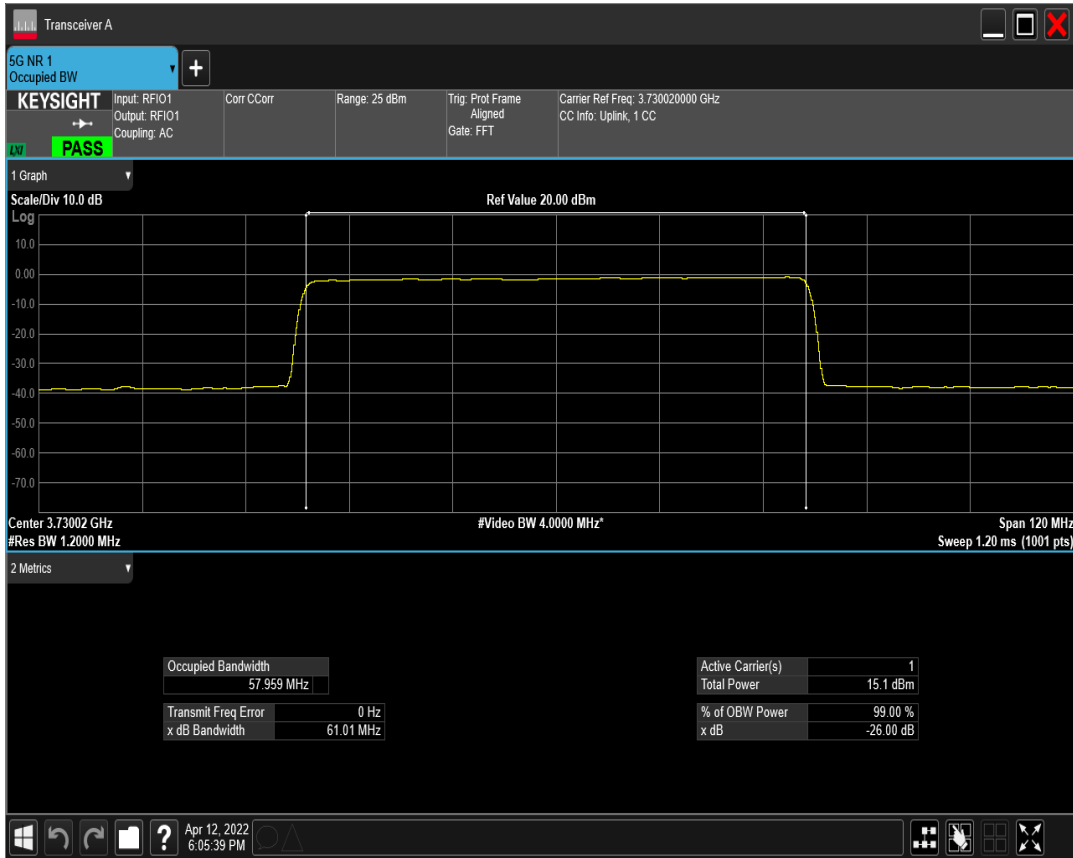 Transceiver A
5G NR 1
Occupied BW
KEYSIGHT
LXI
PASS
Input: RFIO1
Output: RFIO1
Coupling: AC
Corr CCorr
Range: 25 dBm
Trig: Prot Frame
Aligned
Gate: FFT
Carrier Ref Freq: 3.730020000 GHz
CC Info: Uplink, 1 CC
1 Graph
Scale/Div 10.0 dB
Ref Value 20.00 dBm
Log
10.0
0.00
-10.0
-20.0
-30.0
-40.0
-50.0
-60.0
-70.0
Center 3.73002 GHz
#Video BW 4.0000 MHz*
Span 120 MHz
#Res BW 1.2000 MHz
Sweep 1.20 ms (1001 pts)
2 Metrics
Occupied Bandwidth
57.959 MHz
Transmit Freq Error 0 Hz
x dB Bandwidth 61.01 MHz
Active Carrier(s) 1
Total Power 15.1 dBm
% of OBW Power 99.00 %
x dB -26.00 dB
Apr 12, 2022
6:05:39 PM